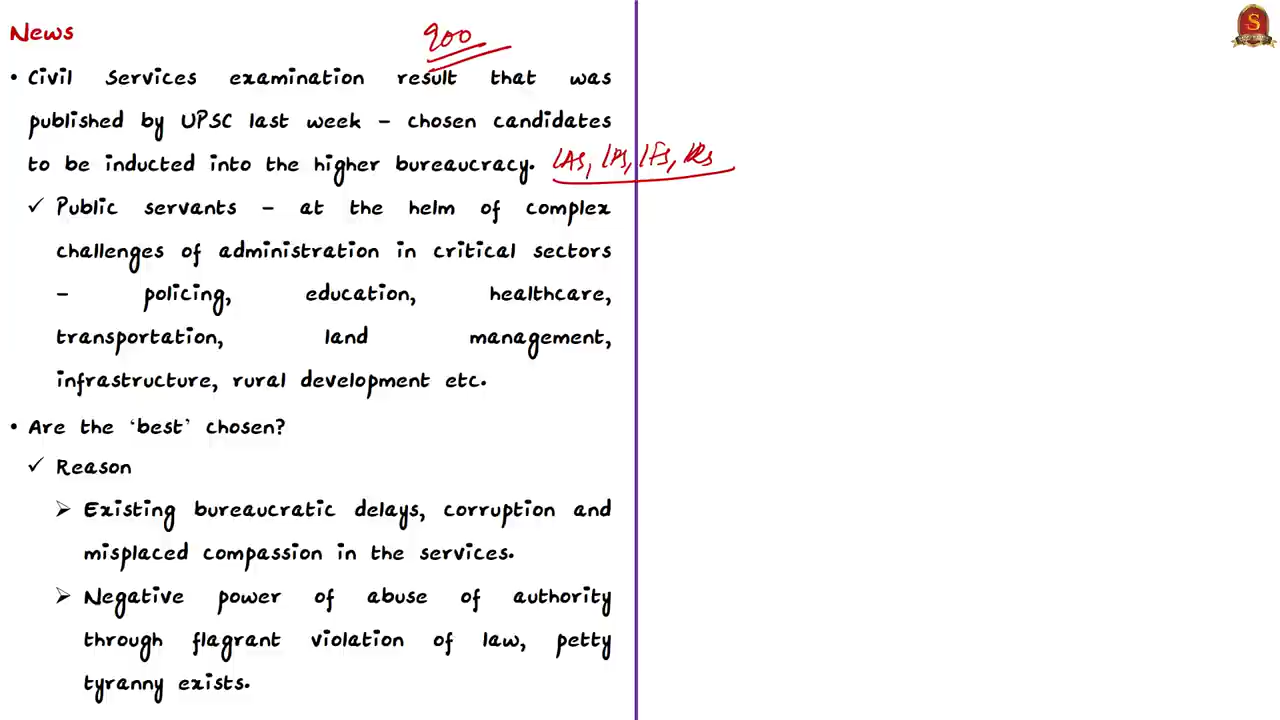 News
900
• Civil Services examination result that was
published by UPSC last week – chosen candidates
to be inducted into the higher bureaucracy. IAS, IPS, IFS, IRS
✓ Public servants – at the helm of complex
challenges of administration in critical sectors
– policing, education, healthcare,
transportation, land management,
infrastructure, rural development etc.
• Are the ‘best’ chosen?
✓ Reason
➢ Existing bureaucratic delays, corruption and
misplaced compassion in the services.
➢ Negative power of abuse of authority
through flagrant violation of law, petty
tyranny exists.
S